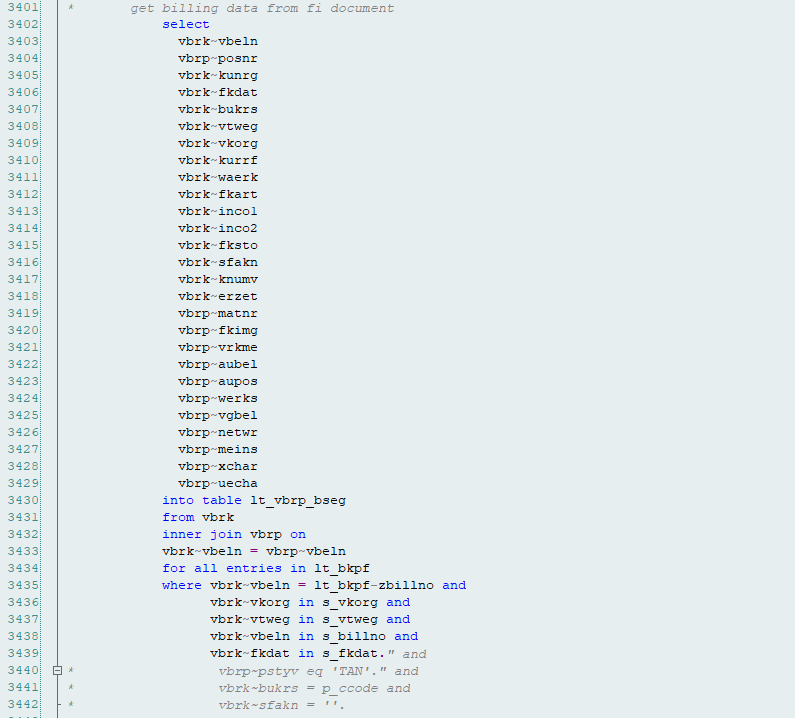 3401 *       get billing data from fi document
3402            select
3403              vbrk~vbeln
3404              vbrp~posnr
3405              vbrk~kunrg
3406              vbrk~fkdat
3407              vbrk~bukrs
3408              vbrk~vtweg
3409              vbrk~vkorg
3410              vbrk~kurrf
3411              vbrk~waerk
3412              vbrk~fkart
3413              vbrk~inco1
3414              vbrk~inco2
3415              vbrk~fksto
3416              vbrk~sfakn
3417              vbrk~knumv
3418              vbrk~erzet
3419              vbrp~matnr
3420              vbrp~fkimg
3421              vbrp~vrkme
3422              vbrp~aubel
3423              vbrp~aupos
3424              vbrp~werks
3425              vbrp~vgbel
3426              vbrp~netwr
3427              vbrp~meins
3428              vbrp~xchar
3429              vbrp~uecha
3430            into table lt_vbrp_bseg
3431            from vbrk
3432            inner join vbrp on
3433            vbrk~vbeln = vbrp~vbeln
3434            for all entries in lt_bkpf
3435            where vbrk~vbeln = lt_bkpf-zbillno and
3436                  vbrk~vkorg in s_vkorg and
3437                  vbrk~vtweg in s_vtweg and
3438                  vbrk~vbeln in s_billno and
3439                  vbrk~fkdat in s_fkdat." and
3440 *                  vbrp~pstyv eq 'TAN'." and
3441 *                  vbrk~bukrs = p_ccode and
3442 *                  vbrk~sfakn = ''.